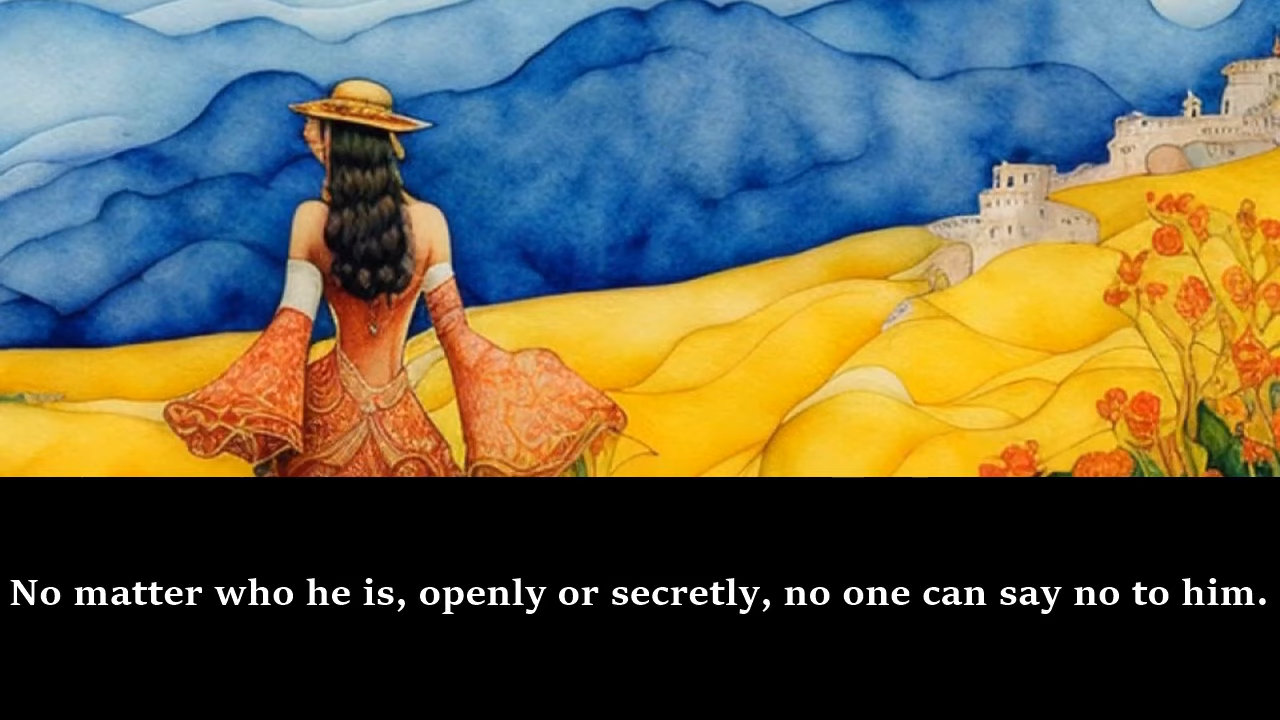 No matter who he is, openly or secretly, no one can say no to him.